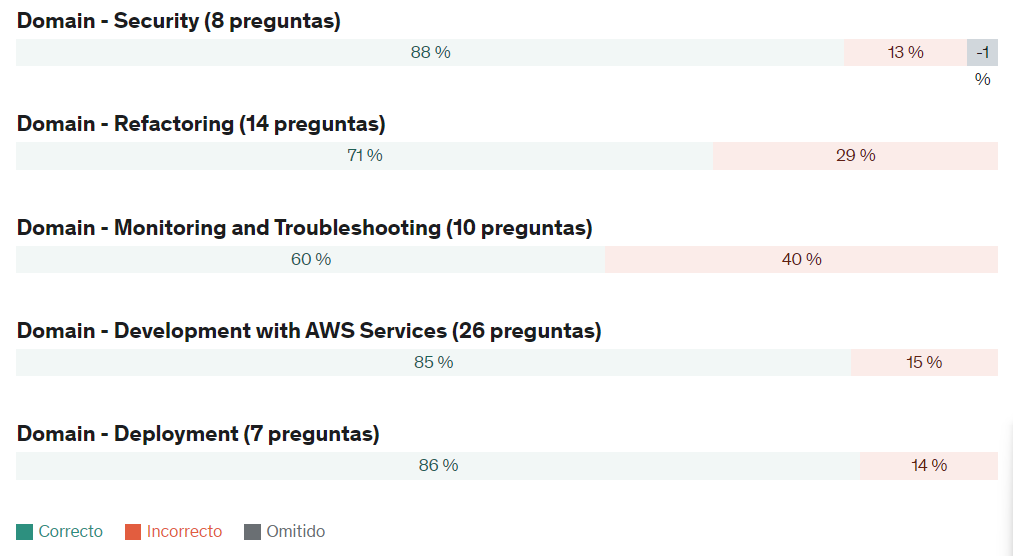 Domain - Security (8 preguntas)
88 % 13 % -1 %
Domain - Refactoring (14 preguntas)
71 % 29 %
Domain - Monitoring and Troubleshooting (10 preguntas)
60 % 40 %
Domain - Development with AWS Services (26 preguntas)
85 % 15 %
Domain - Deployment (7 preguntas)
86 % 14 %
Correcto Incorrecto Omitido